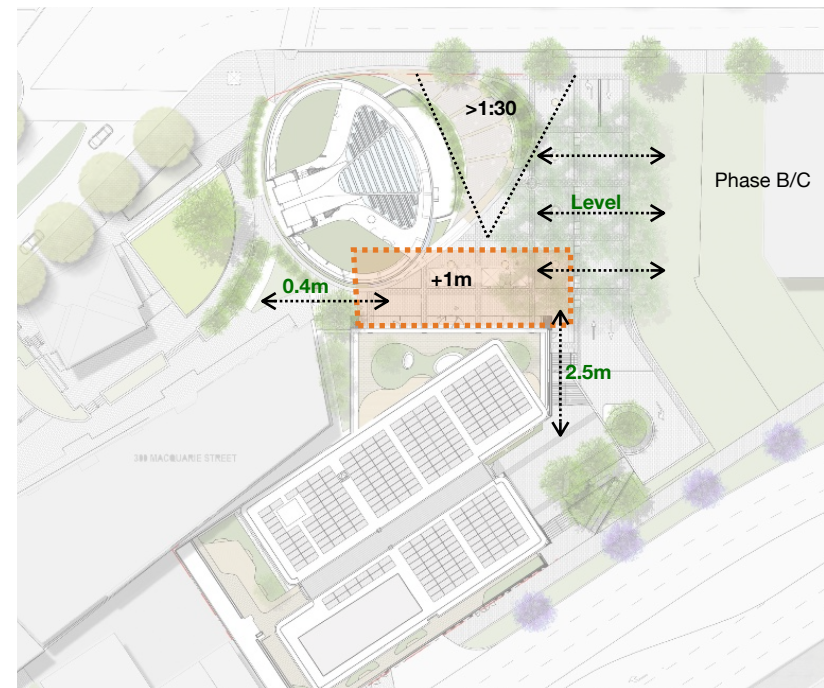 >1:30
Phase B/C
Level
+1m
0.4m
2.5m
388 MACQUARIE STREET